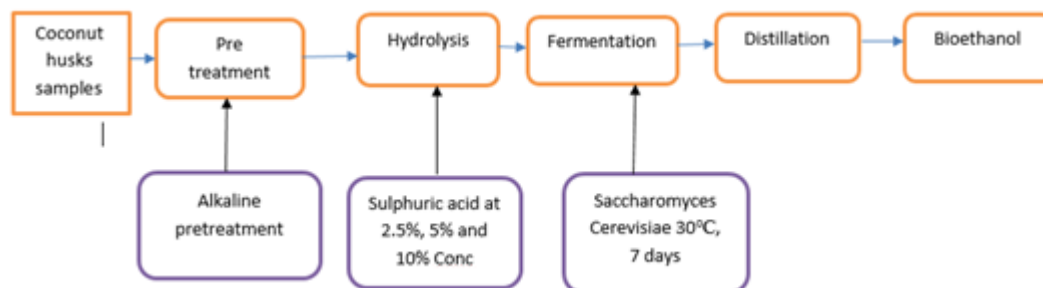 Coconut
husks
samples
Pre
treatment
Hydrolysis
Fermentation
Distillation
Bioethanol
Alkaline
pretreatment
Sulphuric acid at
2.5%, 5% and
10% Conc
Saccharomyces
Cerevisiae 30⁰C,
7 days